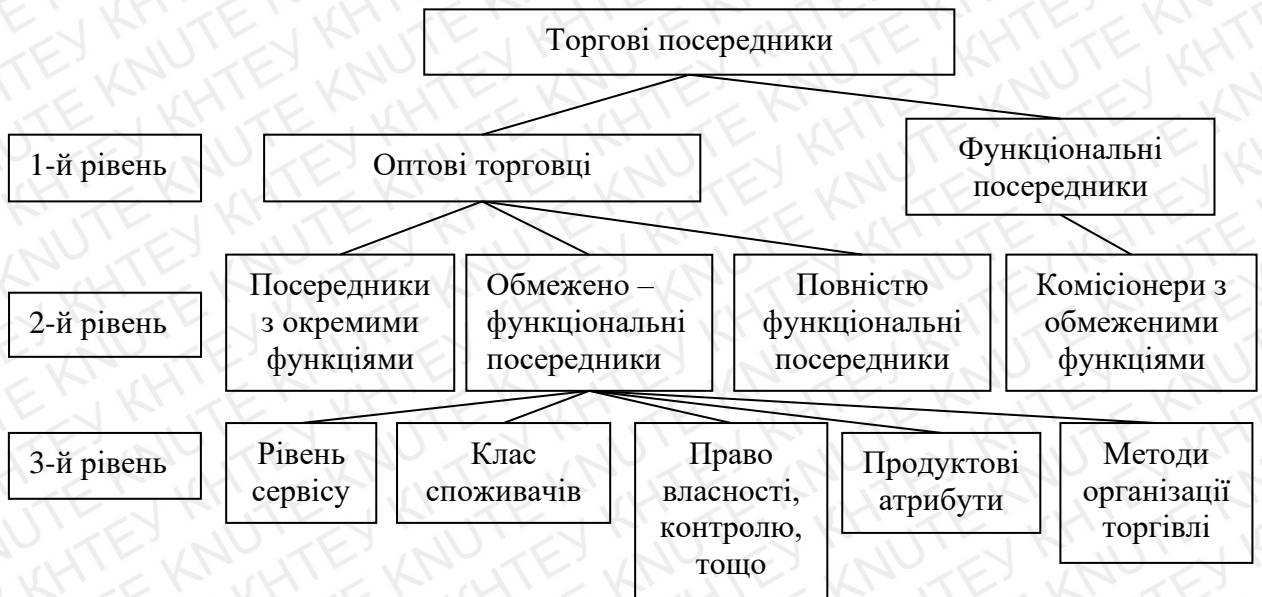 Торгові посередники
1-й рівень
Оптові торговці
Функціональні
посередники
2-й рівень
Посередники
з окремими
функціями
Обмежено –
функціональні
посередники
Повністю
функціональні
посередники
Комісіонери з
обмеженими
функціями
3-й рівень
Рівень
сервісу
Клас
споживачів
Право
власності,
контролю,
тощо
Продуктові
атрибути
Методи
організації
торгівлі